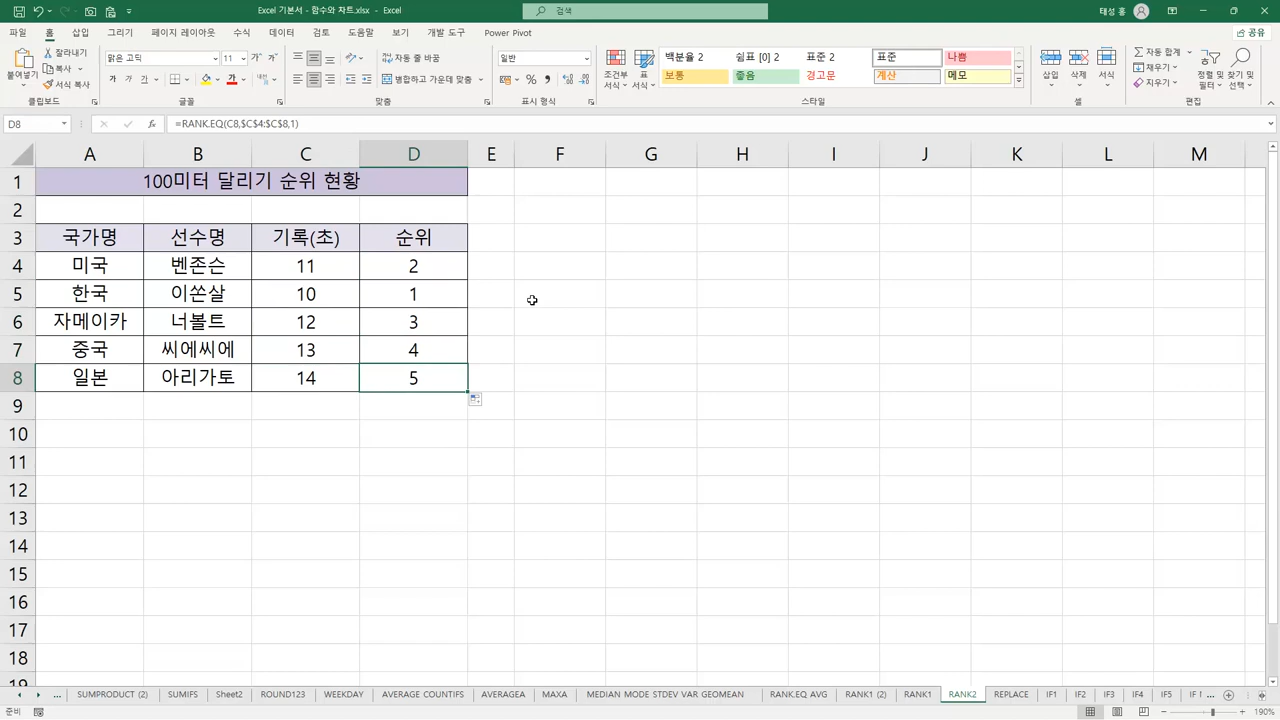 Excel 기본서 - 함수와 차트.xlsx - Excel
검색
태성 홍
파일 홈 삽입 그리기 페이지 레이아웃 수식 데이터 검토 보기 개발 도구 도움말 Power Pivot
공유
붙여넣기
잘라내기
복사
서식 복사
클립보드
맑은 고딕 11
가 가 가
글꼴
자동 줄 바꿈
병합하고 가운데 맞춤
맞춤
일반
표시 형식
조건부 서식
표 서식
백분율 2 쉼표 [0] 2 표준 2 표준 나쁨
보통 좋음 경고문 계산 메모
스타일
삽입 삭제 서식
셀
자동 합계
채우기
지우기
정렬 및 필터
찾기 및 선택
편집
D8 fx =RANK.EQ(C8,$C$4:$C$8,1)
A B C D E F G H I J K L M
1 100미터 달리기 순위 현황
2
3 국가명 선수명 기록(초) 순위
4 미국 벤존슨 11 2
5 한국 이쏜살 10 1
6 자메이카 너볼트 12 3
7 중국 씨에씨에 13 4
8 일본 아리가토 14 5
9
10
11
12
13
14
15
16
17
18
19
... SUMPRODUCT (2) SUMIFS Sheet2 ROUND123 WEEKDAY AVERAGE COUNTIFS AVERAGEA MAXA MEDIAN MODE STDEV VAR GEOMEAN RANK.EQ AVG RANK1 (2) RANK1 RANK2 REPLACE IF1 IF2 IF3 IF4 IF5 ...
준비
190%